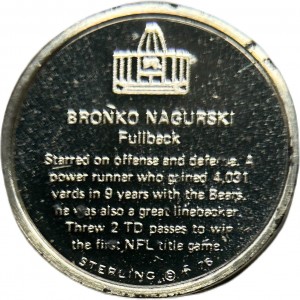 BRONKO NAGURSKI
Fullback
Starred on offense and defense. A
power runner who gained 4,031
yards in 9 years with the Bears,
he was also a great linebacker.
Threw 2 TD passes to win
the first NFL title game.
STERLING © F 76